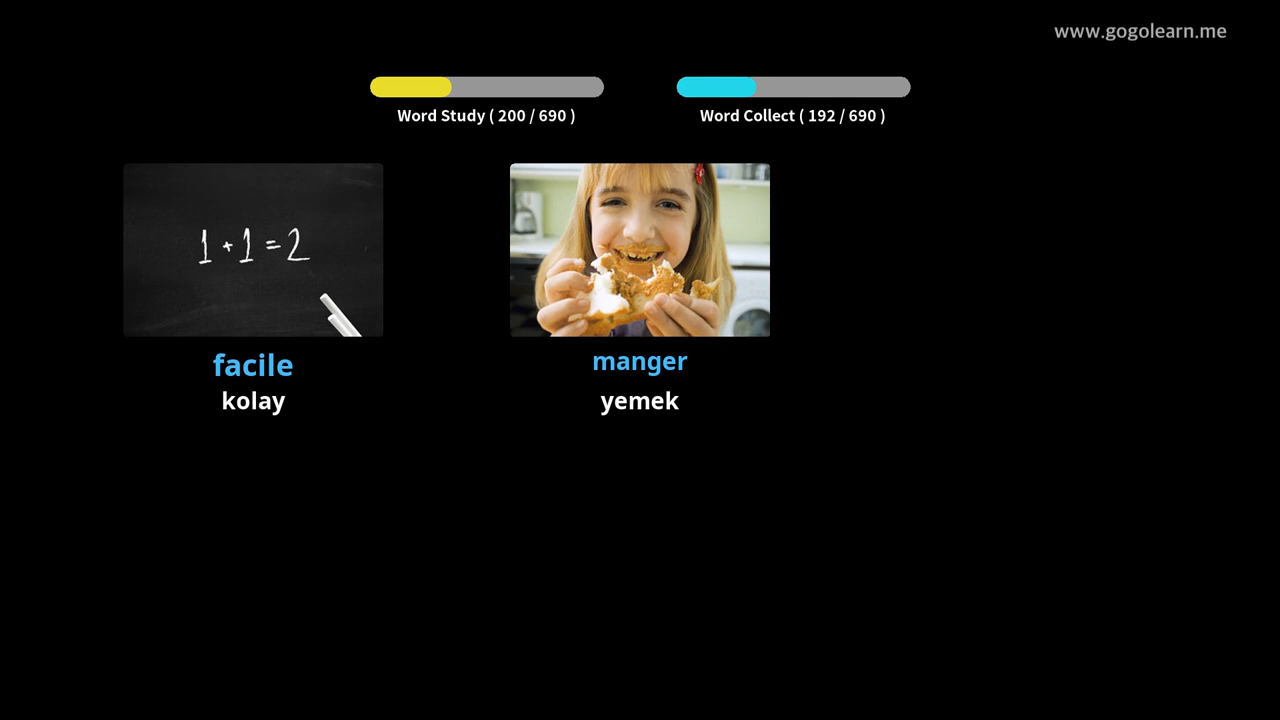 www.gogolearn.me
Word Study ( 200 / 690 )
Word Collect ( 192 / 690 )
1 + 1 = 2
facile
kolay
manger
yemek